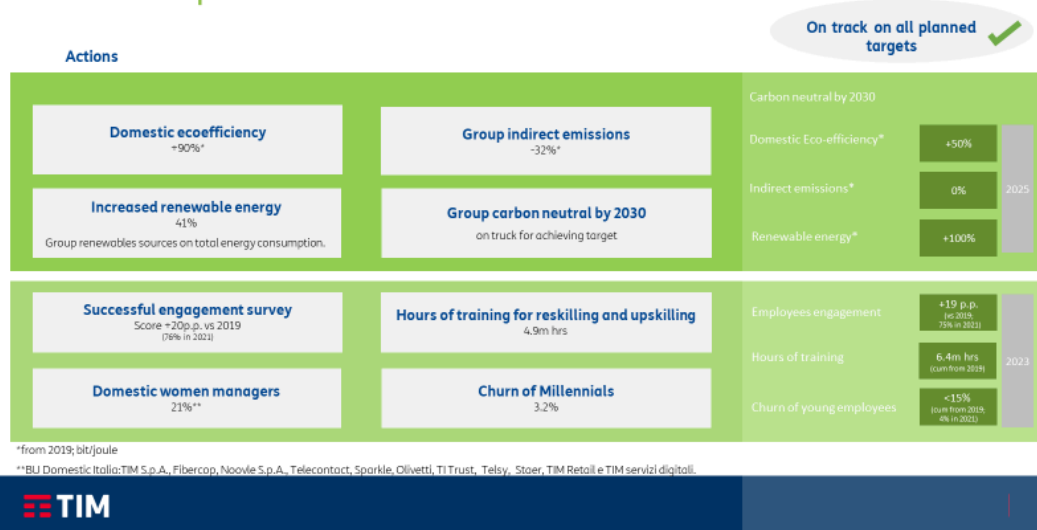 On track on all planned
targets
Actions
Domestic ecoefficiency
+90%*
Group indirect emissions
-32%*
Increased renewable energy
41%
Group renewables sources on total energy consumption.
Group carbon neutral by 2030
on truck for achieving target
Carbon neutral by 2030
Domestic Eco-efficiency*
+50%
Indirect emissions*
0%
2025
Renewable energy*
+100%
Successful engagement survey
Score +20p.p. vs 2019
(76% in 2021)
Hours of training for reskilling and upskilling
4.9m hrs
Domestic women managers
21%**
Churn of Millennials
3.2%
Employees engagement
+19 p.p.
(vs 2019;
75% in 2021)
Hours of training
6.4m hrs
(cum from 2019)
2023
Churn of young employees
<15%
(cum from 2019;
4% in 2021)
*from 2019; bit/joule
**BU Domestic Italia:TIM S.p.A., Fibercop, Noovle S.p.A., Telecontact, Sparkle, Olivetti, TI Trust, Telsy, Staer, TIM Retail e TIM servizi digitali.
TIM